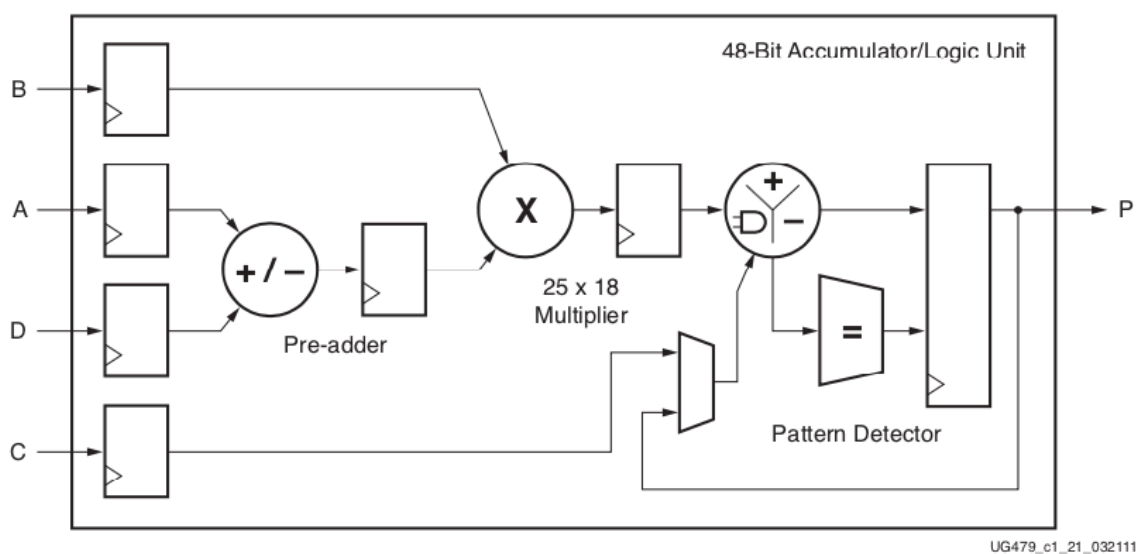 48-Bit Accumulator/Logic Unit
B
A
X
+
−
P
+ / −
25 x 18
Multiplier
D
Pre-adder
=
C
Pattern Detector
UG479_c1_21_032111